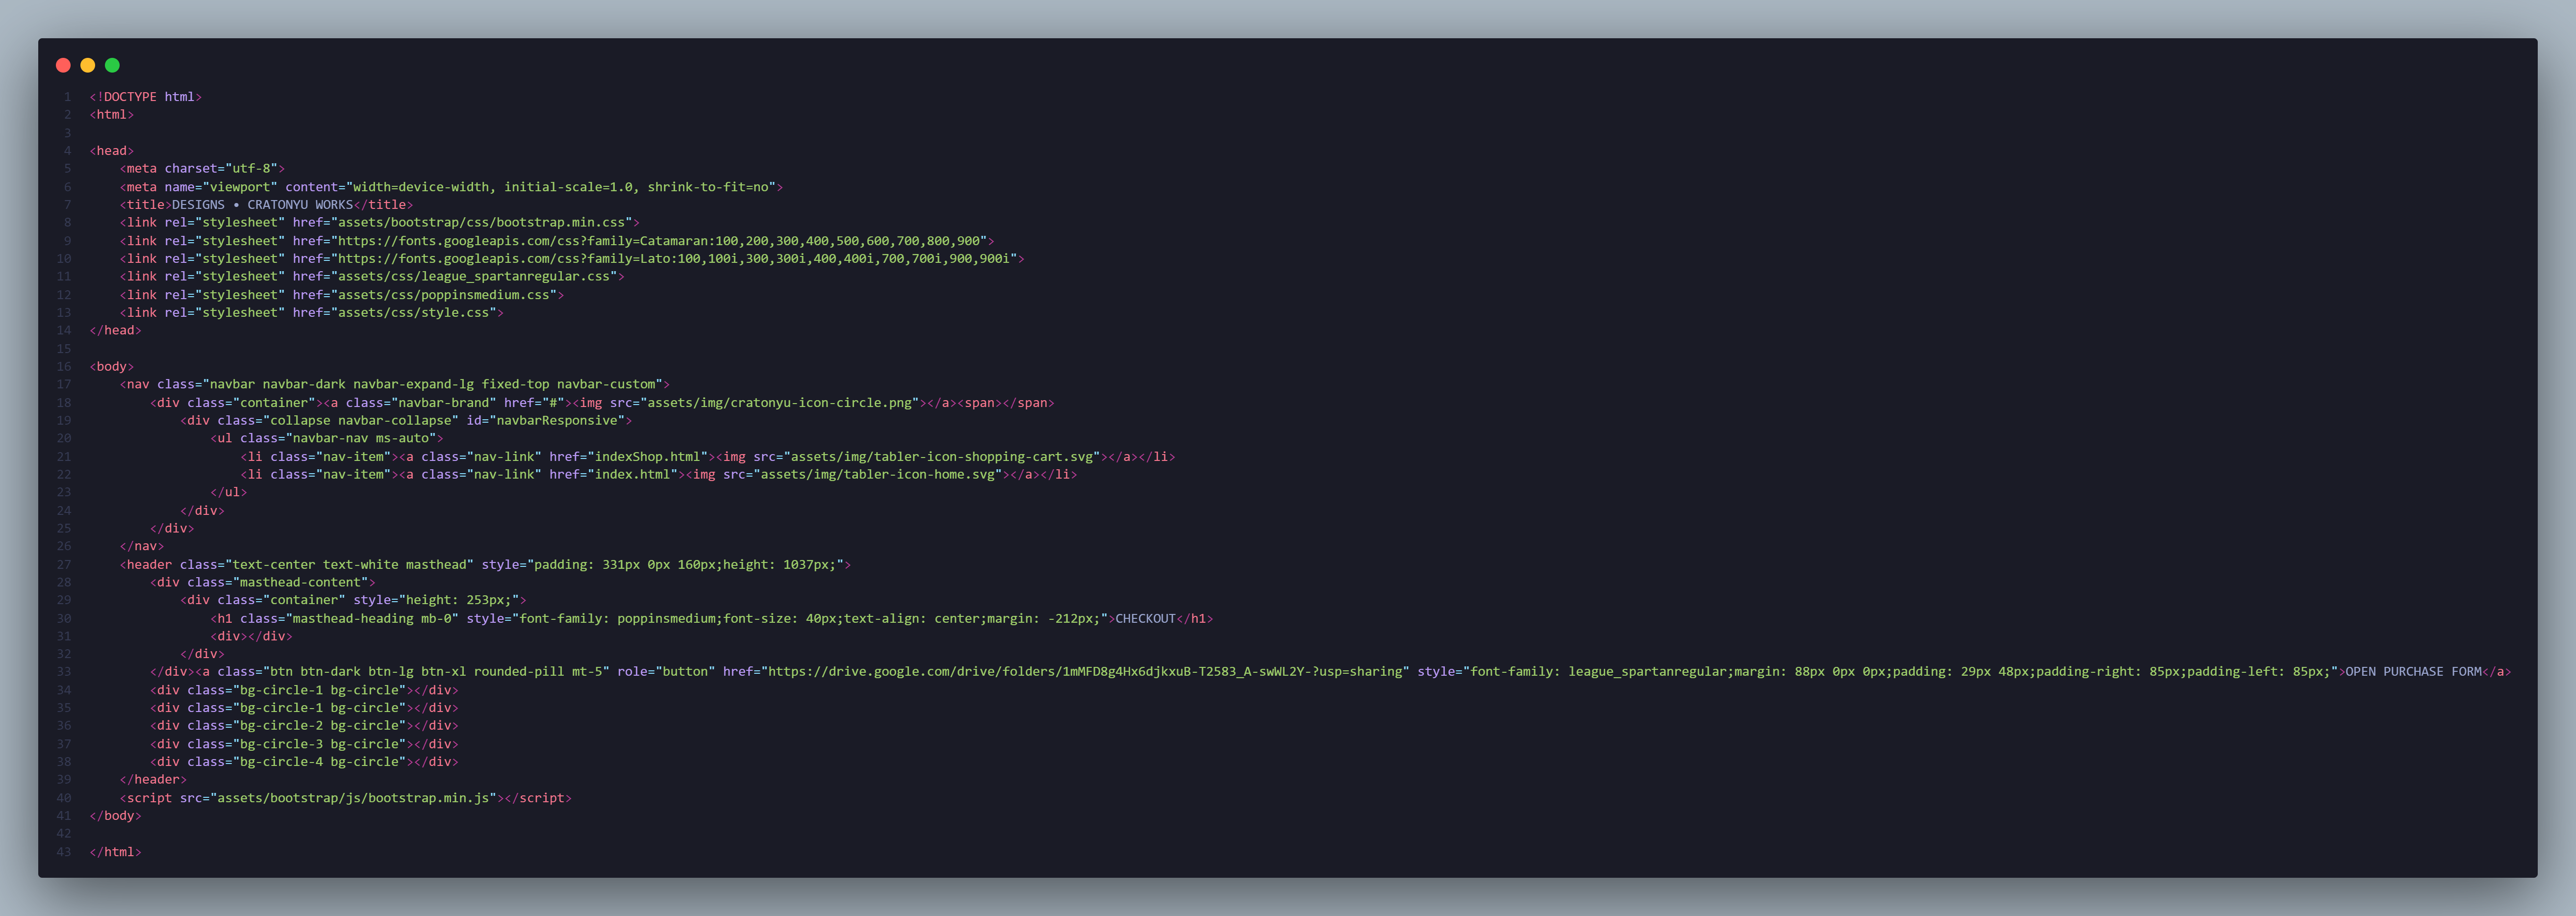 1 <!DOCTYPE html>
2 <html>
3
4 <head>
5     <meta charset="utf-8">
6     <meta name="viewport" content="width=device-width, initial-scale=1.0, shrink-to-fit=no">
7     <title>DESIGNS • CRATONYU WORKS</title>
8     <link rel="stylesheet" href="assets/bootstrap/css/bootstrap.min.css">
9     <link rel="stylesheet" href="https://fonts.googleapis.com/css?family=Catamaran:100,200,300,400,500,600,700,800,900">
10     <link rel="stylesheet" href="https://fonts.googleapis.com/css?family=Lato:100,100i,300,300i,400,400i,700,700i,900,900i">
11     <link rel="stylesheet" href="assets/css/league_spartanregular.css">
12     <link rel="stylesheet" href="assets/css/poppinsmedium.css">
13     <link rel="stylesheet" href="assets/css/style.css">
14 </head>
15
16 <body>
17     <nav class="navbar navbar-dark navbar-expand-lg fixed-top navbar-custom">
18         <div class="container"><a class="navbar-brand" href="#"><img src="assets/img/cratonyu-icon-circle.png"></a><span></span>
19             <div class="collapse navbar-collapse" id="navbarResponsive">
20                 <ul class="navbar-nav ms-auto">
21                     <li class="nav-item"><a class="nav-link" href="indexShop.html"><img src="assets/img/tabler-icon-shopping-cart.svg"></a></li>
22                     <li class="nav-item"><a class="nav-link" href="index.html"><img src="assets/img/tabler-icon-home.svg"></a></li>
23                 </ul>
24             </div>
25         </div>
26     </nav>
27     <header class="text-center text-white masthead" style="padding: 331px 0px 160px;height: 1037px;">
28         <div class="masthead-content">
29             <div class="container" style="height: 253px;">
30                 <h1 class="masthead-heading mb-0" style="font-family: poppinsmedium;font-size: 40px;text-align: center;margin: -212px;">CHECKOUT</h1>
31                 <div></div>
32             </div>
33         </div><a class="btn btn-dark btn-lg btn-xl rounded-pill mt-5" role="button" href="https://drive.google.com/drive/folders/1mMFD8g4Hx6djkxuB-T2583_A-swWL2Y-?usp=sharing" style="font-family: league_spartanregular;margin: 88px 0px 0px;padding: 29px 48px;padding-right: 85px;padding-left: 85px;">OPEN PURCHASE FORM</a>
34         <div class="bg-circle-1 bg-circle"></div>
35         <div class="bg-circle-1 bg-circle"></div>
36         <div class="bg-circle-2 bg-circle"></div>
37         <div class="bg-circle-3 bg-circle"></div>
38         <div class="bg-circle-4 bg-circle"></div>
39     </header>
40     <script src="assets/bootstrap/js/bootstrap.min.js"></script>
41 </body>
42
43 </html>